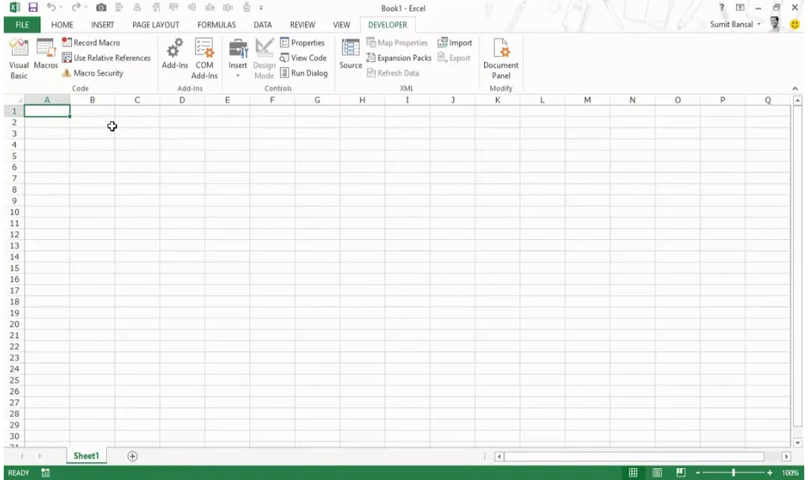 Book1 - Excel
FILE HOME INSERT PAGE LAYOUT FORMULAS DATA REVIEW VIEW DEVELOPER Sumit Bansal
Visual Basic
Macros
Record Macro
Use Relative References
Macro Security
Code
Add-Ins
COM Add-Ins
Add-Ins
Insert
Design Mode
Properties
View Code
Run Dialog
Controls
Source
Map Properties
Expansion Packs
Refresh Data
Import
Export
XML
Document Panel
Modify
A B C D E F G H I J K L M N O P Q
1
2
3
4
5
6
7
8
9
10
11
12
13
14
15
16
17
18
19
20
21
22
23
24
25
26
27
28
29
30
Sheet1
READY 100%